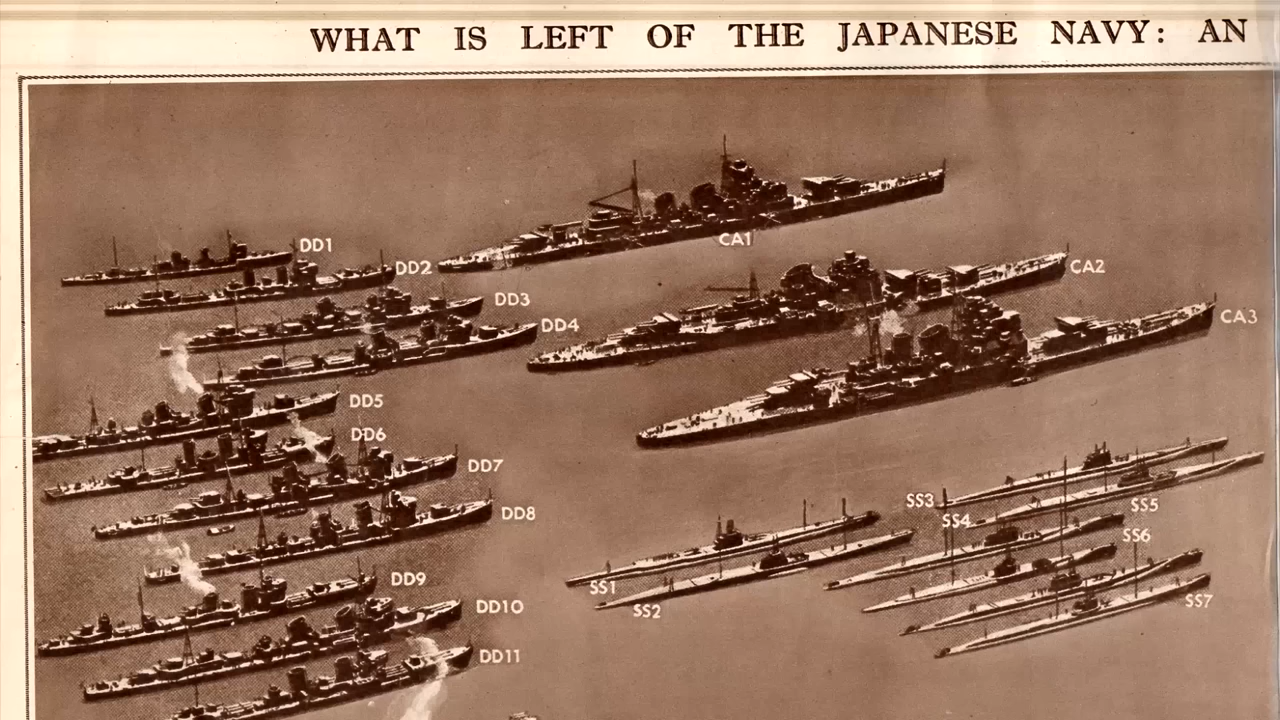 WHAT IS LEFT OF THE JAPANESE NAVY: AN
CA1
DD1
DD2
CA2
DD3
CA3
DD4
DD5
DD6
DD7
SS3
SS5
DD8
SS4
SS6
DD9
SS1
SS7
DD10
SS2
DD11